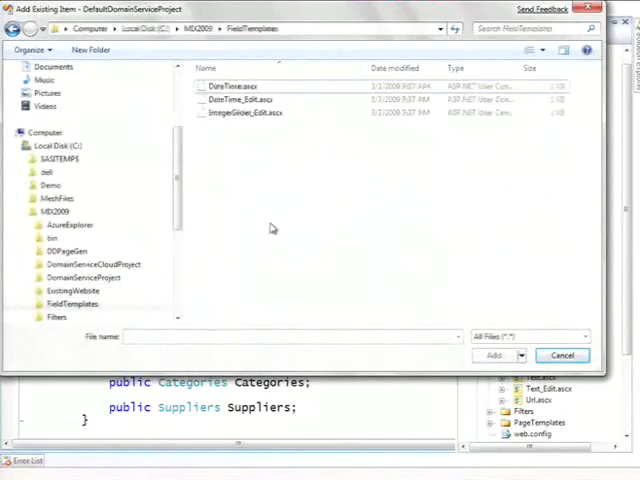 Add Existing Item - DefaultDomainServiceProject
Send Feedback
Computer Local Disk (C:) MIX2009 FieldTemplates
Search FieldTemplates
Organize
New Folder
Name
Date modified
Type
Size
Documents
Music
Pictures
Videos
Computer
Local Disk (C:)
SASITEMPS
dell
Demo
MeshFiles
MIX2009
AzureExplorer
bin
DDPageGen
DomainServiceCloudProject
DomainServiceProject
ExistingWebsite
FieldTemplates
Filters
DateTime.ascx
DateTime_Edit.ascx
IntegerSlider_Edit.ascx
File name:
All Files (*.*)
Add
Cancel
public Categories Categories;
public Suppliers Suppliers;
}
Text.ascx
Text_Edit.ascx
Url.ascx
Filters
PageTemplates
web.config
Error List